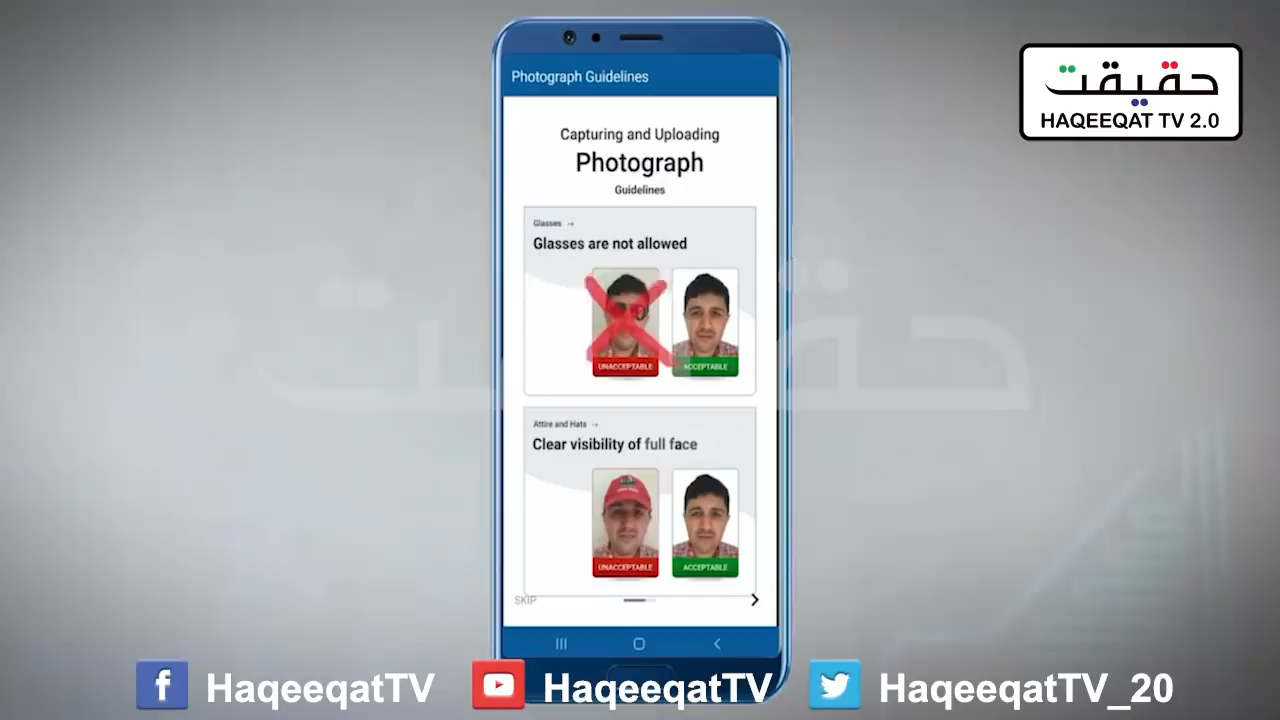 Photograph Guidelines
حقیقت
HAQEEQAT TV 2.0
Capturing and Uploading
Photograph
Guidelines
Glasses →
Glasses are not allowed
UNACCEPTABLE
ACCEPTABLE
حقیقت
Attire and Hats →
Clear visibility of full face
UNACCEPTABLE
ACCEPTABLE
SKIP
HaqeeqatTV
HaqeeqatTV
HaqeeqatTV_20